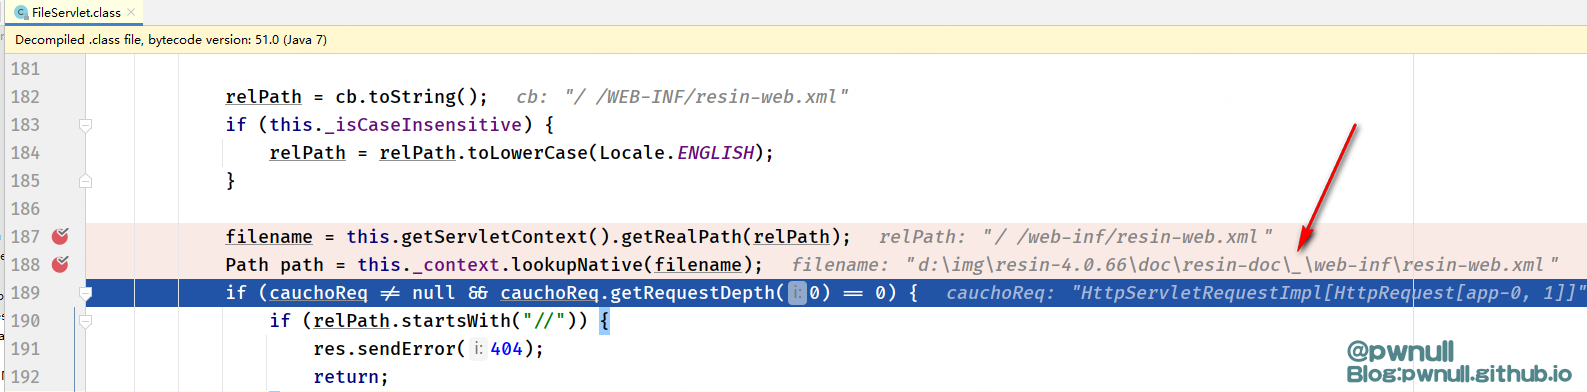 FileServlet.class
Decompiled .class file, bytecode version: 51.0 (Java 7)
181
182 relPath = cb.toString(); cb: "/ /WEB-INF/resin-web.xml"
183 if (this._isCaseInsensitive) {
184 relPath = relPath.toLowerCase(Locale.ENGLISH);
185 }
186
187 filename = this.getServletContext().getRealPath(relPath); relPath: "/ /web-inf/resin-web.xml"
188 Path path = this._context.lookupNative(filename); filename: "d:\img\resin-4.0.66\doc\resin-doc\_\web-inf\resin-web.xml"
189 if (cauchoReq ≠ null && cauchoReq.getRequestDepth(i: 0) == 0) { cauchoReq: "HttpServletRequestImpl[HttpRequest[app-0, 1]]"
190 if (relPath.startsWith("//")) {
191 res.sendError(i: 404);
192 return;
@pwnull
Blog:pwnull.github.io